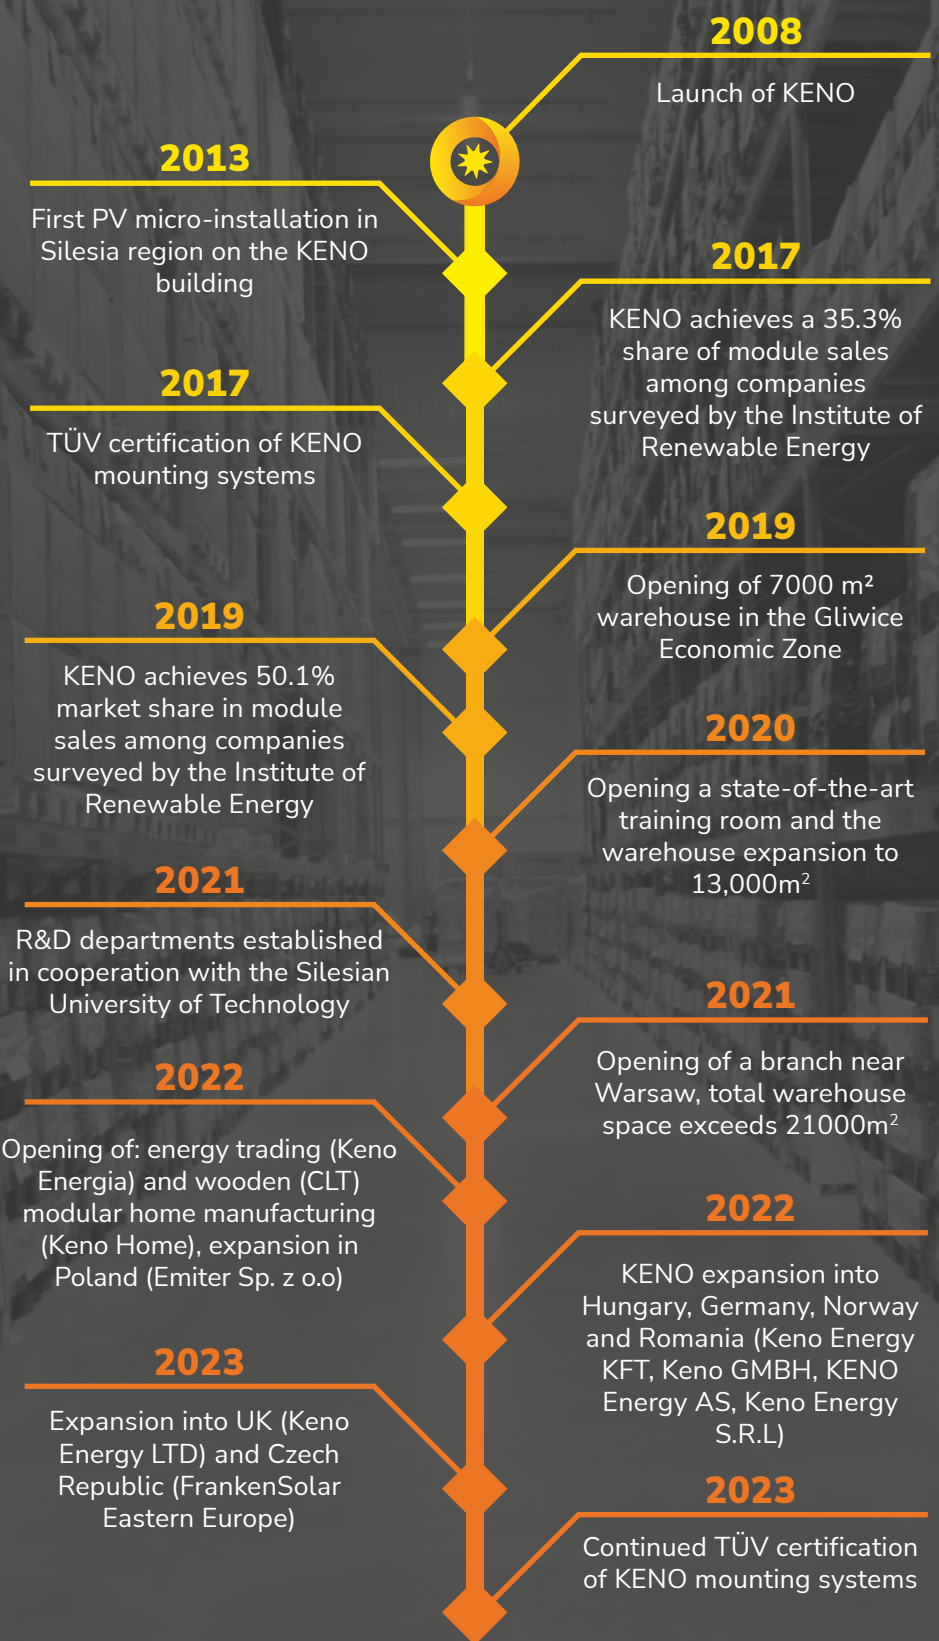 2008
Launch of KENO
2013
First PV micro-installation in
Silesia region on the KENO
building
2017
KENO achieves a 35.3%
share of module sales
among companies
surveyed by the Institute of
Renewable Energy
2017
TÜV certification of KENO
mounting systems
2019
Opening of 7000 m²
warehouse in the Gliwice
Economic Zone
2019
KENO achieves 50.1%
market share in module
sales among companies
surveyed by the Institute of
Renewable Energy
2020
Opening a state-of-the-art
training room and the
warehouse expansion to
13,000m²
2021
R&D departments established
in cooperation with the Silesian
University of Technology
2021
Opening of a branch near
Warsaw, total warehouse
space exceeds 21000m²
2022
Opening of: energy trading (Keno
Energia) and wooden (CLT)
modular home manufacturing
(Keno Home), expansion in
Poland (Emiter Sp. z o.o)
2022
KENO expansion into
Hungary, Germany, Norway
and Romania (Keno Energy
KFT, Keno GMBH, KENO
Energy AS, Keno Energy
S.R.L)
2023
Expansion into UK (Keno
Energy LTD) and Czech
Republic (FrankenSolar
Eastern Europe)
2023
Continued TÜV certification
of KENO mounting systems